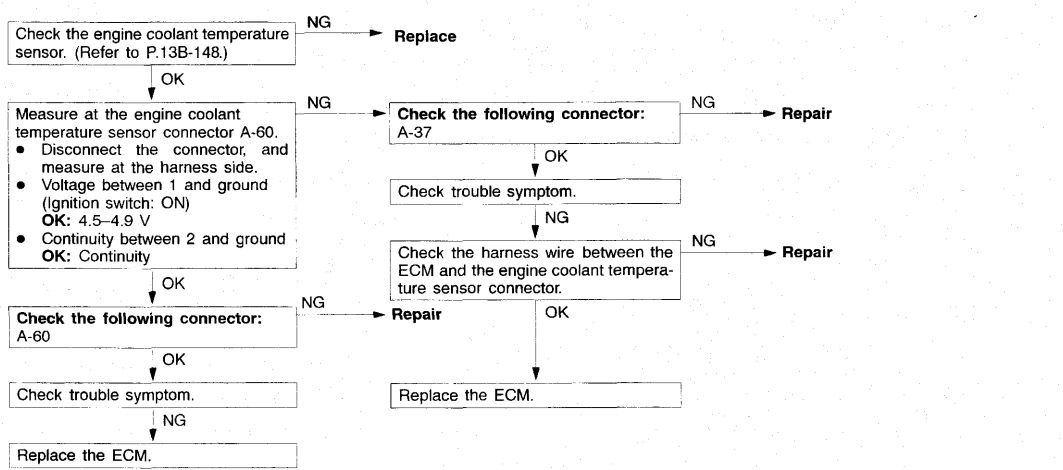 Check the engine coolant temperature
sensor. (Refer to P.13B-148.)
NG
Replace
OK
Measure at the engine coolant
temperature sensor connector A-60.
● Disconnect the connector, and
measure at the harness side.
● Voltage between 1 and ground
(Ignition switch: ON)
OK: 4.5–4.9 V
● Continuity between 2 and ground
OK: Continuity
NG
Check the following connector:
A-37
NG
Repair
OK
Check trouble symptom.
NG
Check the harness wire between the
ECM and the engine coolant tempera-
ture sensor connector.
NG
Repair
OK
Replace the ECM.
OK
Check the following connector:
A-60
NG
Repair
OK
Check trouble symptom.
NG
Replace the ECM.